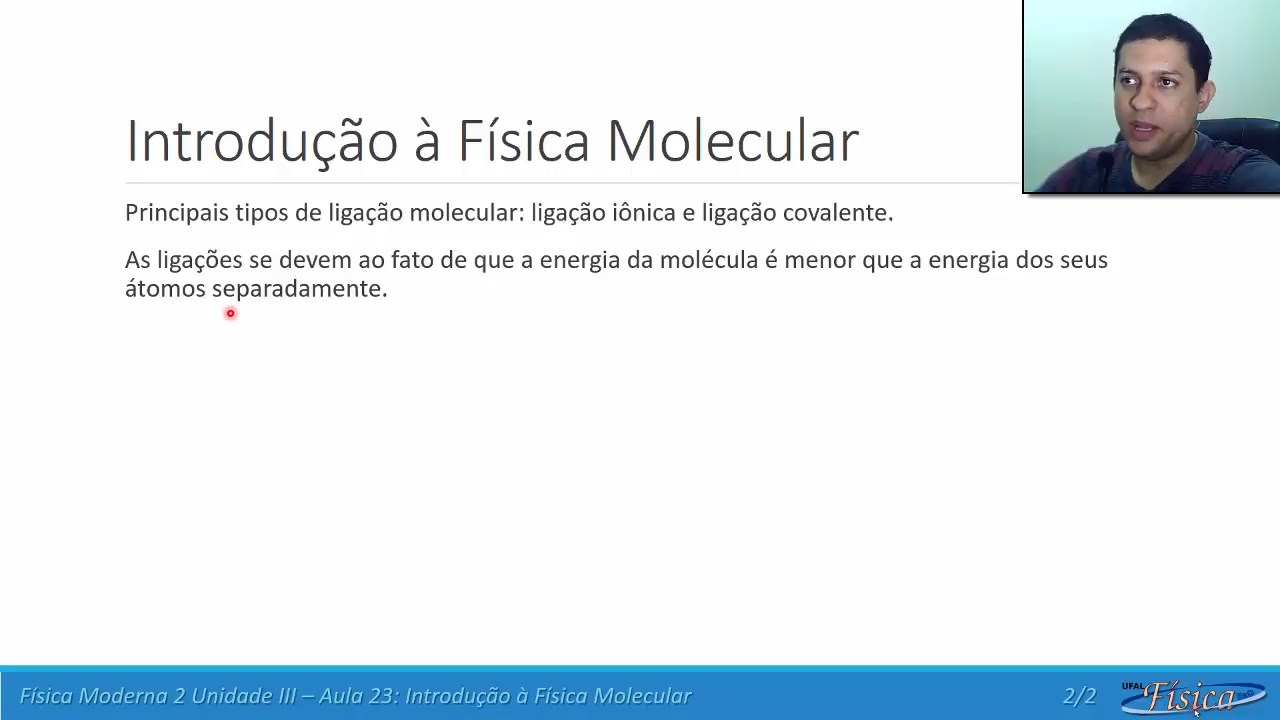 Introdução à Física Molecular
Principais tipos de ligação molecular: ligação iônica e ligação covalente.
As ligações se devem ao fato de que a energia da molécula é menor que a energia dos seus
átomos separadamente.
Física Moderna 2 Unidade III – Aula 23: Introdução à Física Molecular
2/2
UFAL
Física